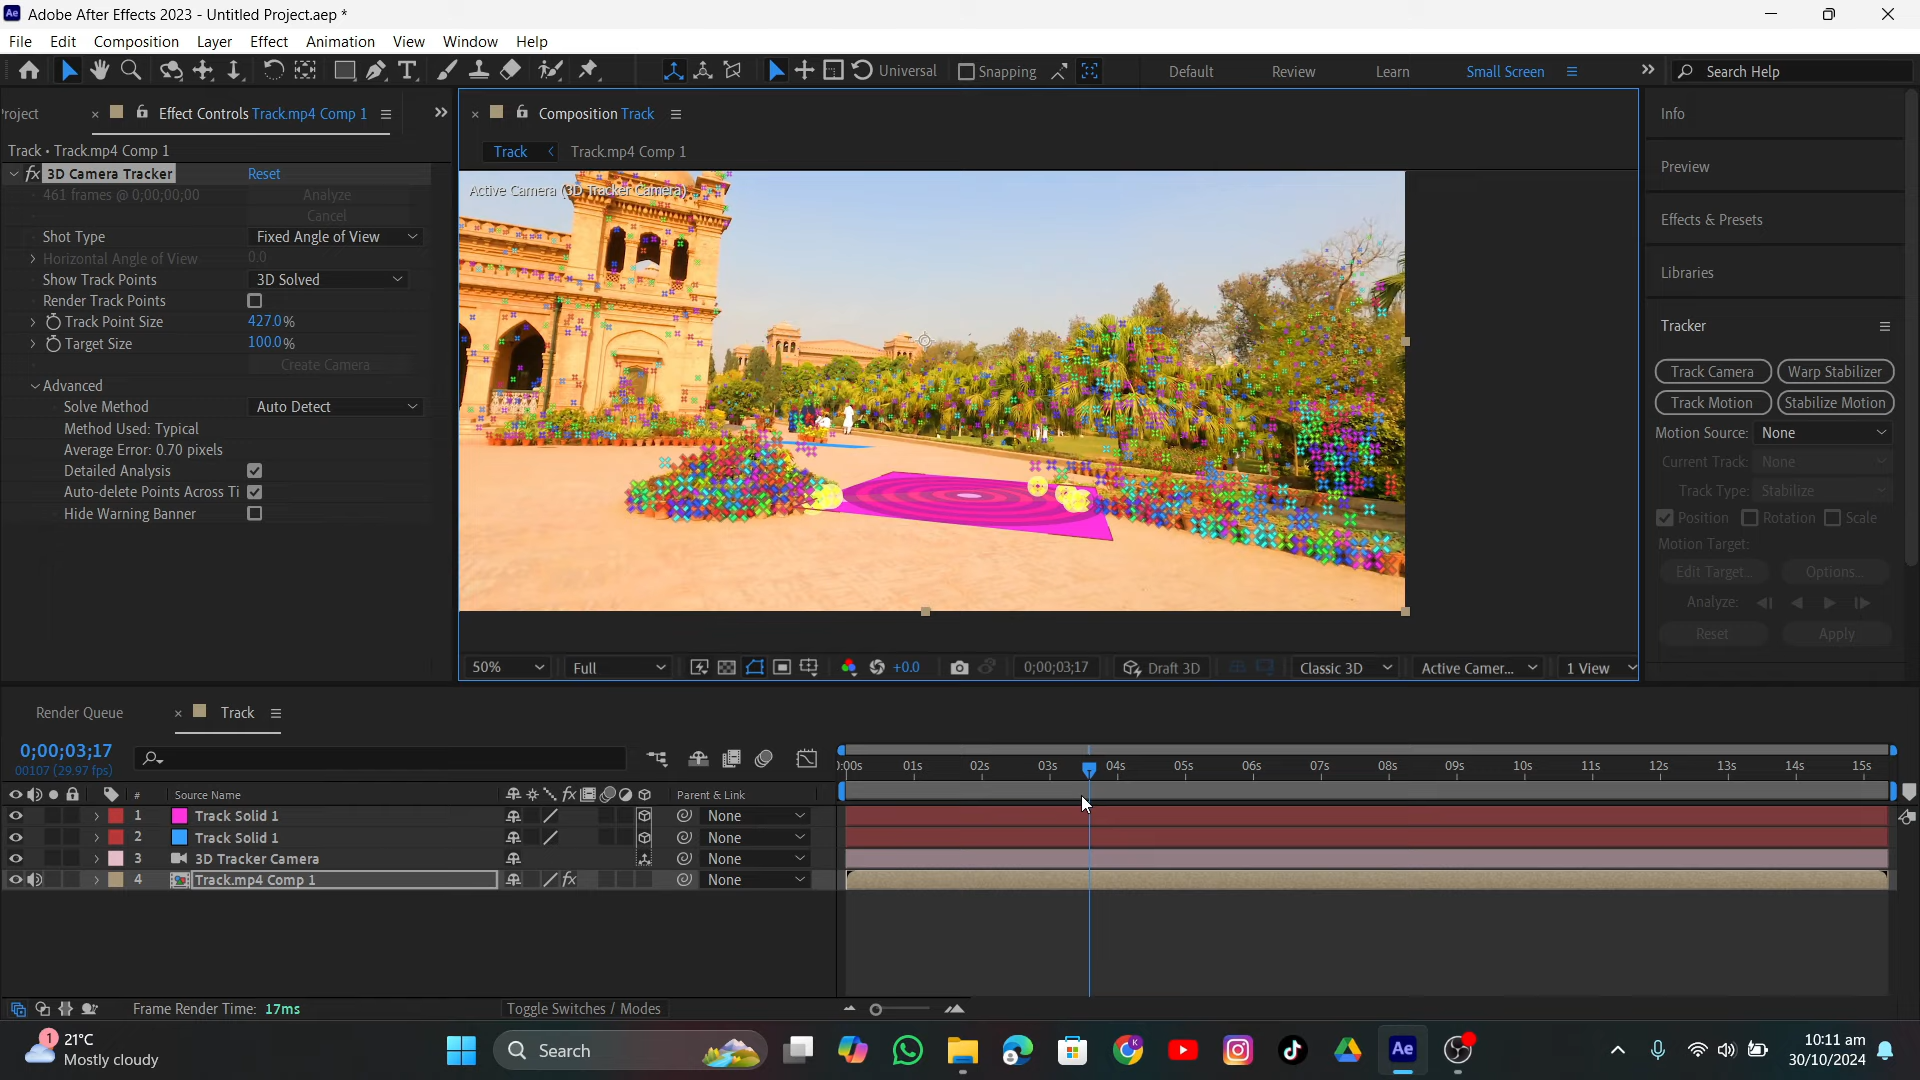 Adobe After Effects 2023 - Untitled Project.aep *
File Edit Composition Layer Effect Animation View Window Help
Universal Snapping Default Review Learn Small Screen Search Help
roject Effect Controls Track.mp4 Comp 1
Track • Track.mp4 Comp 1
fx 3D Camera Tracker Reset
461 frames @ 0;00;00;00 Analyze
Cancel
Shot Type Fixed Angle of View
Horizontal Angle of View 0.0
Show Track Points 3D Solved
Render Track Points
Track Point Size 427.0%
Target Size 100.0%
Create Camera
Advanced
Solve Method Auto Detect
Method Used: Typical
Average Error: 0.70 pixels
Detailed Analysis
Auto-delete Points Across Ti
Hide Warning Banner
Composition Track
Track Track.mp4 Comp 1
Active Camera (3D Tracker Camera)
50% Full +0.0 0;00;03;17 Draft 3D Classic 3D Active Camer... 1 View
Info
Preview
Effects & Presets
Libraries
Tracker
Track Camera Warp Stabilizer
Track Motion Stabilize Motion
Motion Source: None
Current Track: None
Track Type: Stabilize
Position Rotation Scale
Motion Target:
Edit Target... Options...
Analyze:
Reset Apply
Render Queue Track
0;00;03;17
00107 (29.97 fps)
):00s 01s 02s 03s 04s 05s 06s 07s 08s 09s 10s 11s 12s 13s 14s 15s
# Source Name fx Parent & Link
1 Track Solid 1 None
2 Track Solid 1 None
3 3D Tracker Camera None
4 Track.mp4 Comp 1 fx None
Frame Render Time: 17ms Toggle Switches / Modes
1 21°C
Mostly cloudy
Search
K
Ae
10:11 am
30/10/2024